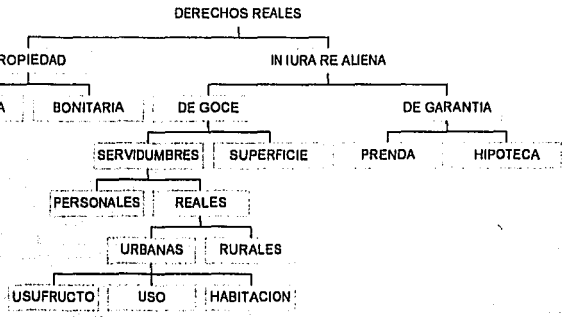 DERECHOS REALES
ROPIEDAD IN IURA RE ALIENA
A BONITARIA DE GOCE DE GARANTIA
SERVIDUMBRES SUPERFICIE PRENDA HIPOTECA
PERSONALES REALES
URBANAS RURALES
USUFRUCTO USO HABITACION